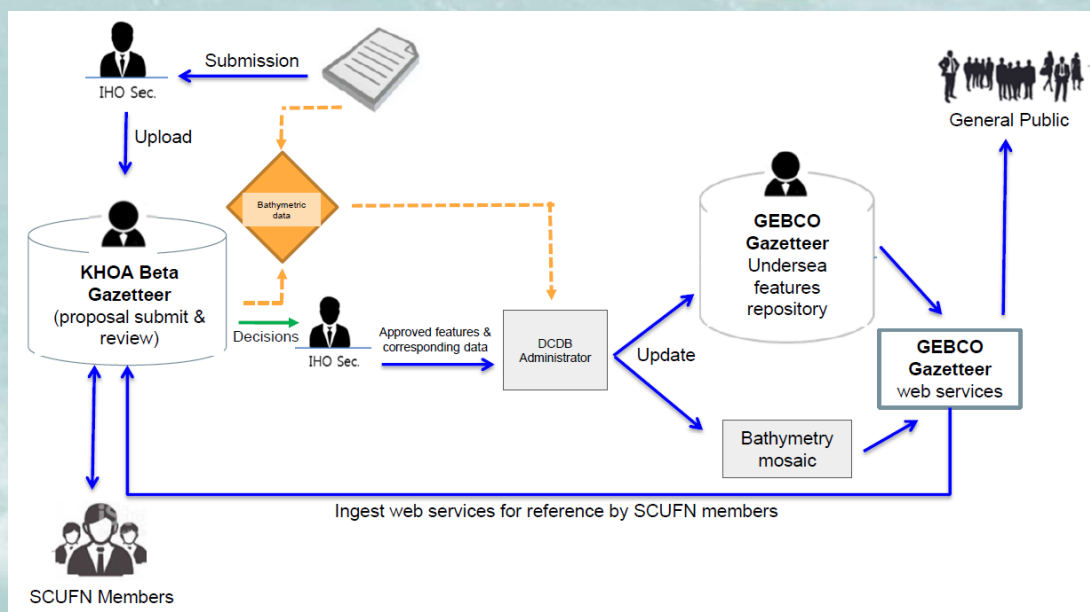 Submission
IHO Sec.
Upload
General Public
Bathymetric
data
KHOA Beta
Gazetteer
(proposal submit &
review)
GEBCO
Gazetteer
Undersea
features
repository
Decisions
IHO Sec.
Approved features &
corresponding data
DCDB
Administrator
Update
GEBCO
Gazetteer
web services
Bathymetry
mosaic
Ingest web services for reference by SCUFN members
SCUFN Members